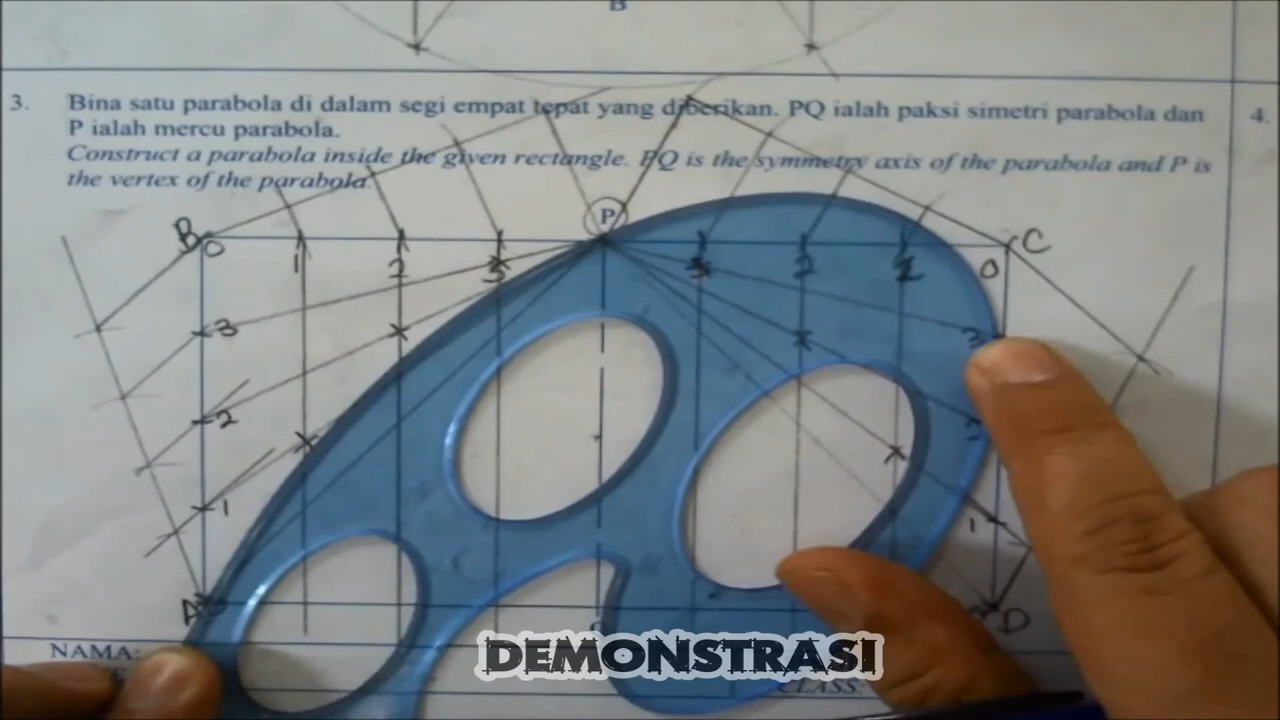 B
3. Bina satu parabola di dalam segi empat tepat yang diberikan. PQ ialah paksi simetri parabola dan
P ialah mercu parabola.
Construct a parabola inside the given rectangle. PQ is the symmetry axis of the parabola and P is
the vertex of the parabola.
4.
P
B 0 1 2 3 3 2 1 0 C
3 3
2 2
1 1
A D
DEMONSTRASI
NAMA:
CLASS: